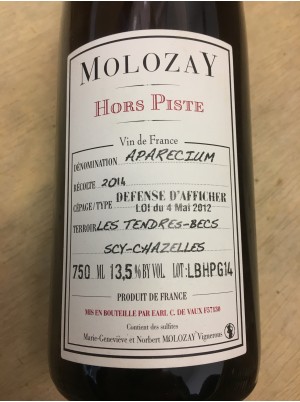 MOLOZAY
HORS PISTE
Vin de France
DÉNOMINATION APARECIUM
RÉCOLTE 2014
CÉPAGE/TYPE DEFENSE D'AFFICHER
LOI du 4 Mai 2012
TERROIR LES TENDRES-BECS
SCY-CHAZELLES
750 ML 13,5% BY VOL LOT: LBHPG14
PRODUIT DE FRANCE
MIS EN BOUTEILLE PAR EARL C. DE VAUX F57130
Contient des sulfites
Marie-Geneviève et Norbert MOLOZAY Vignerons